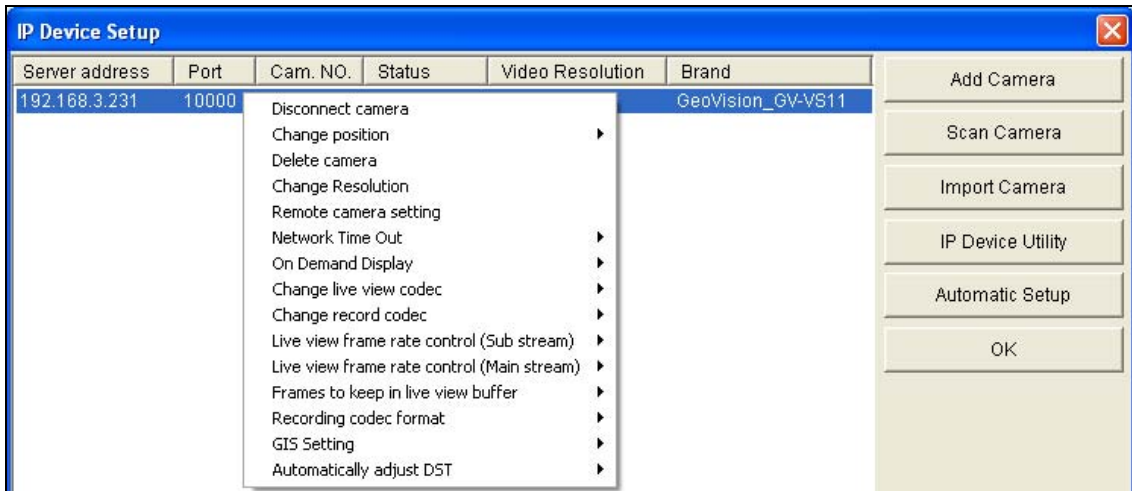 IP Device Setup
Server address Port Cam. NO. Status Video Resolution Brand
192.168.3.231 10000 GeoVision_GV-VS11
Disconnect camera
Change position
Delete camera
Change Resolution
Remote camera setting
Network Time Out
On Demand Display
Change live view codec
Change record codec
Live view frame rate control (Sub stream)
Live view frame rate control (Main stream)
Frames to keep in live view buffer
Recording codec format
GIS Setting
Automatically adjust DST
Add Camera
Scan Camera
Import Camera
IP Device Utility
Automatic Setup
OK